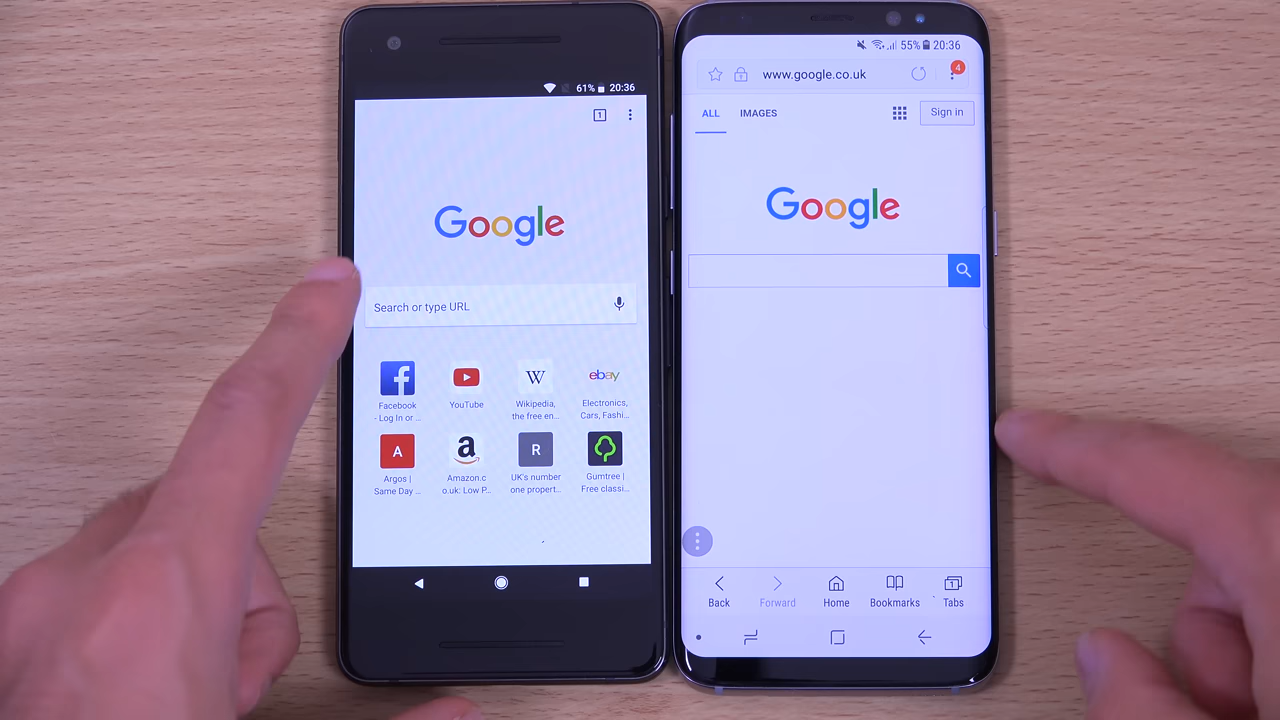 61% 20:36
1
Google
Search or type URL
Facebook
- Log In or ...
YouTube
W
Wikipedia,
the free en...
ebay
Electronics,
Cars, Fashi...
A
Argos |
Same Day ...
a
Amazon.c
o.uk: Low P...
R
UK's number
one propert...
Gumtree |
Free classi...
55% 20:36
www.google.co.uk
4
ALL IMAGES
Sign in
Google
Back Forward Home Bookmarks Tabs
1